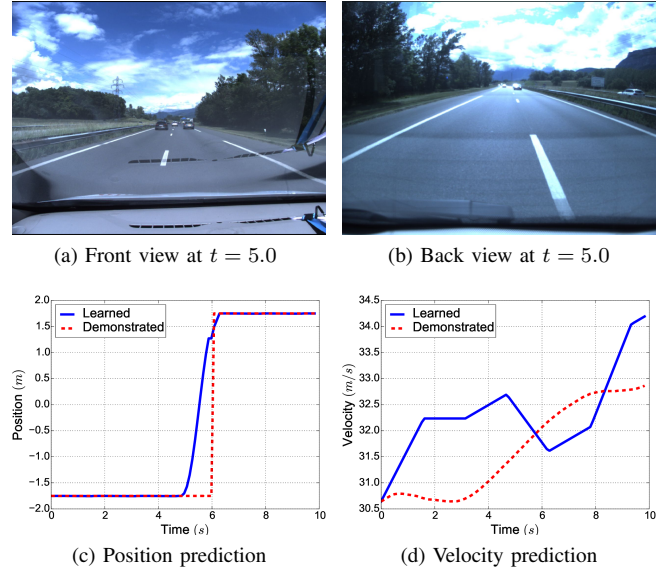 (a) Front view at t = 5.0
(b) Back view at t = 5.0
2.0
1.5
1.0
0.5
0.0
−0.5
−1.0
−1.5
−2.0
Position (m)
Learned
Demonstrated
0 2 4 6 8 10
Time (s)
(c) Position prediction
34.5
34.0
33.5
33.0
32.5
32.0
31.5
31.0
30.5
Velocity (m/s)
Learned
Demonstrated
0 2 4 6 8 10
Time (s)
(d) Velocity prediction